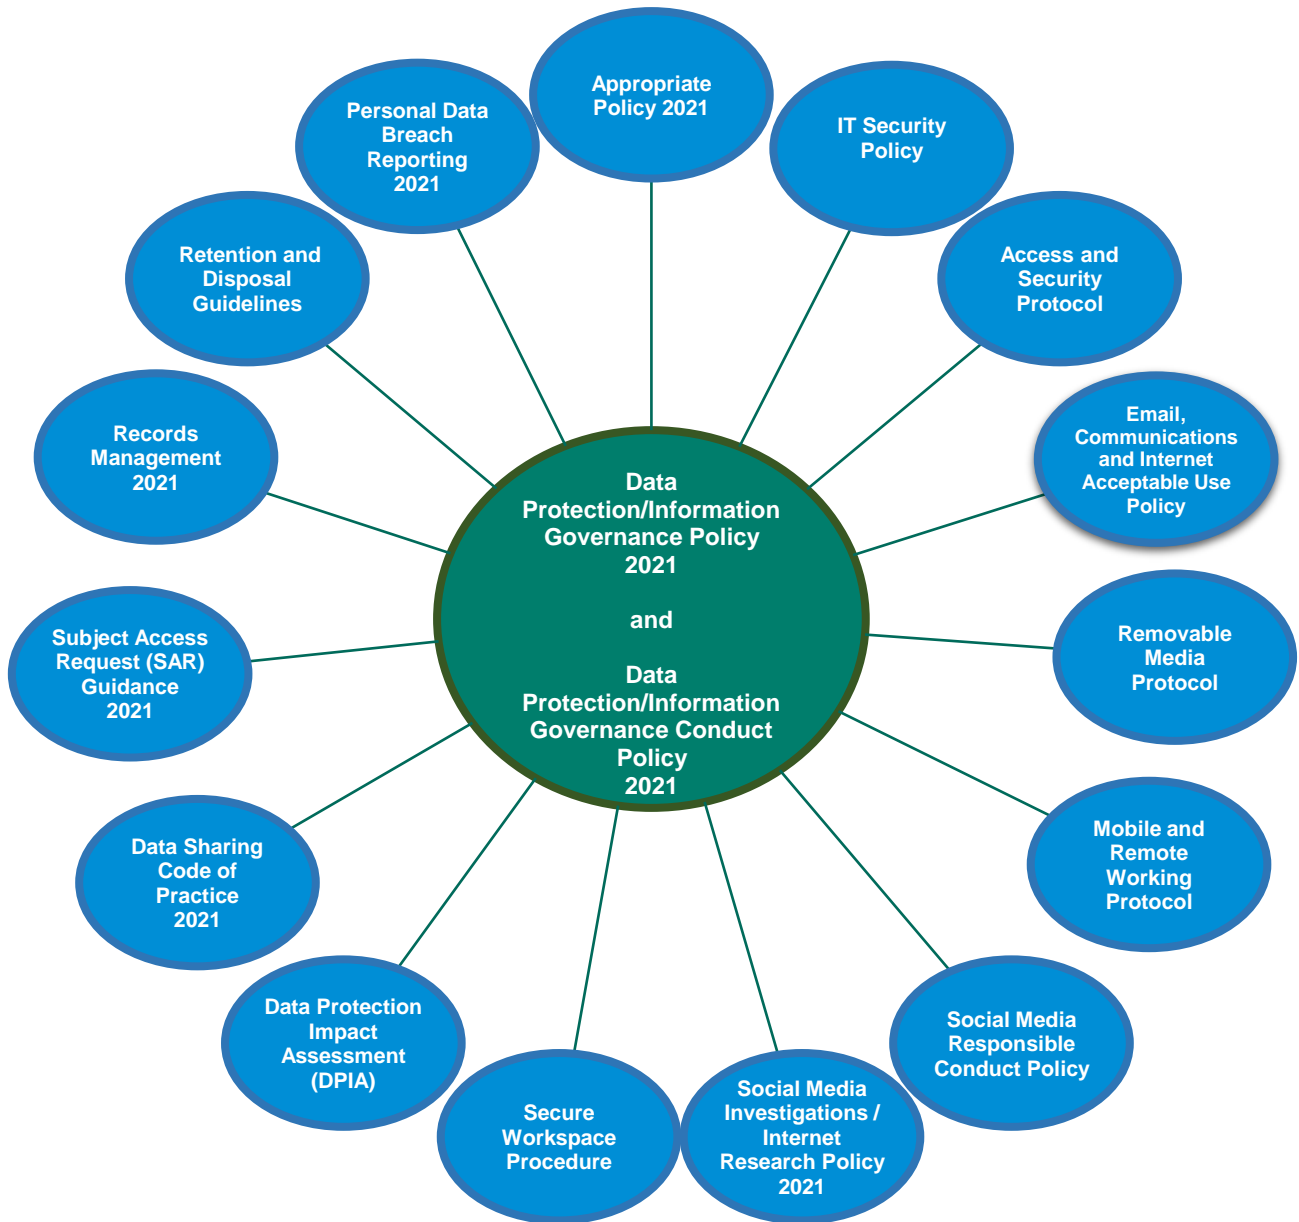 Appropriate
Policy 2021
IT Security
Policy
Access and
Security
Protocol
Email,
Communications
and Internet
Acceptable Use
Policy
Removable
Media
Protocol
Mobile and
Remote
Working
Protocol
Social Media
Responsible
Conduct Policy
Social Media
Investigations /
Internet
Research Policy
2021
Secure
Workspace
Procedure
Data Protection
Impact
Assessment
(DPIA)
Data Sharing
Code of
Practice
2021
Subject Access
Request (SAR)
Guidance
2021
Records
Management
2021
Retention and
Disposal
Guidelines
Personal Data
Breach
Reporting
2021
Data
Protection/Information
Governance Policy
2021
and
Data
Protection/Information
Governance Conduct
Policy
2021